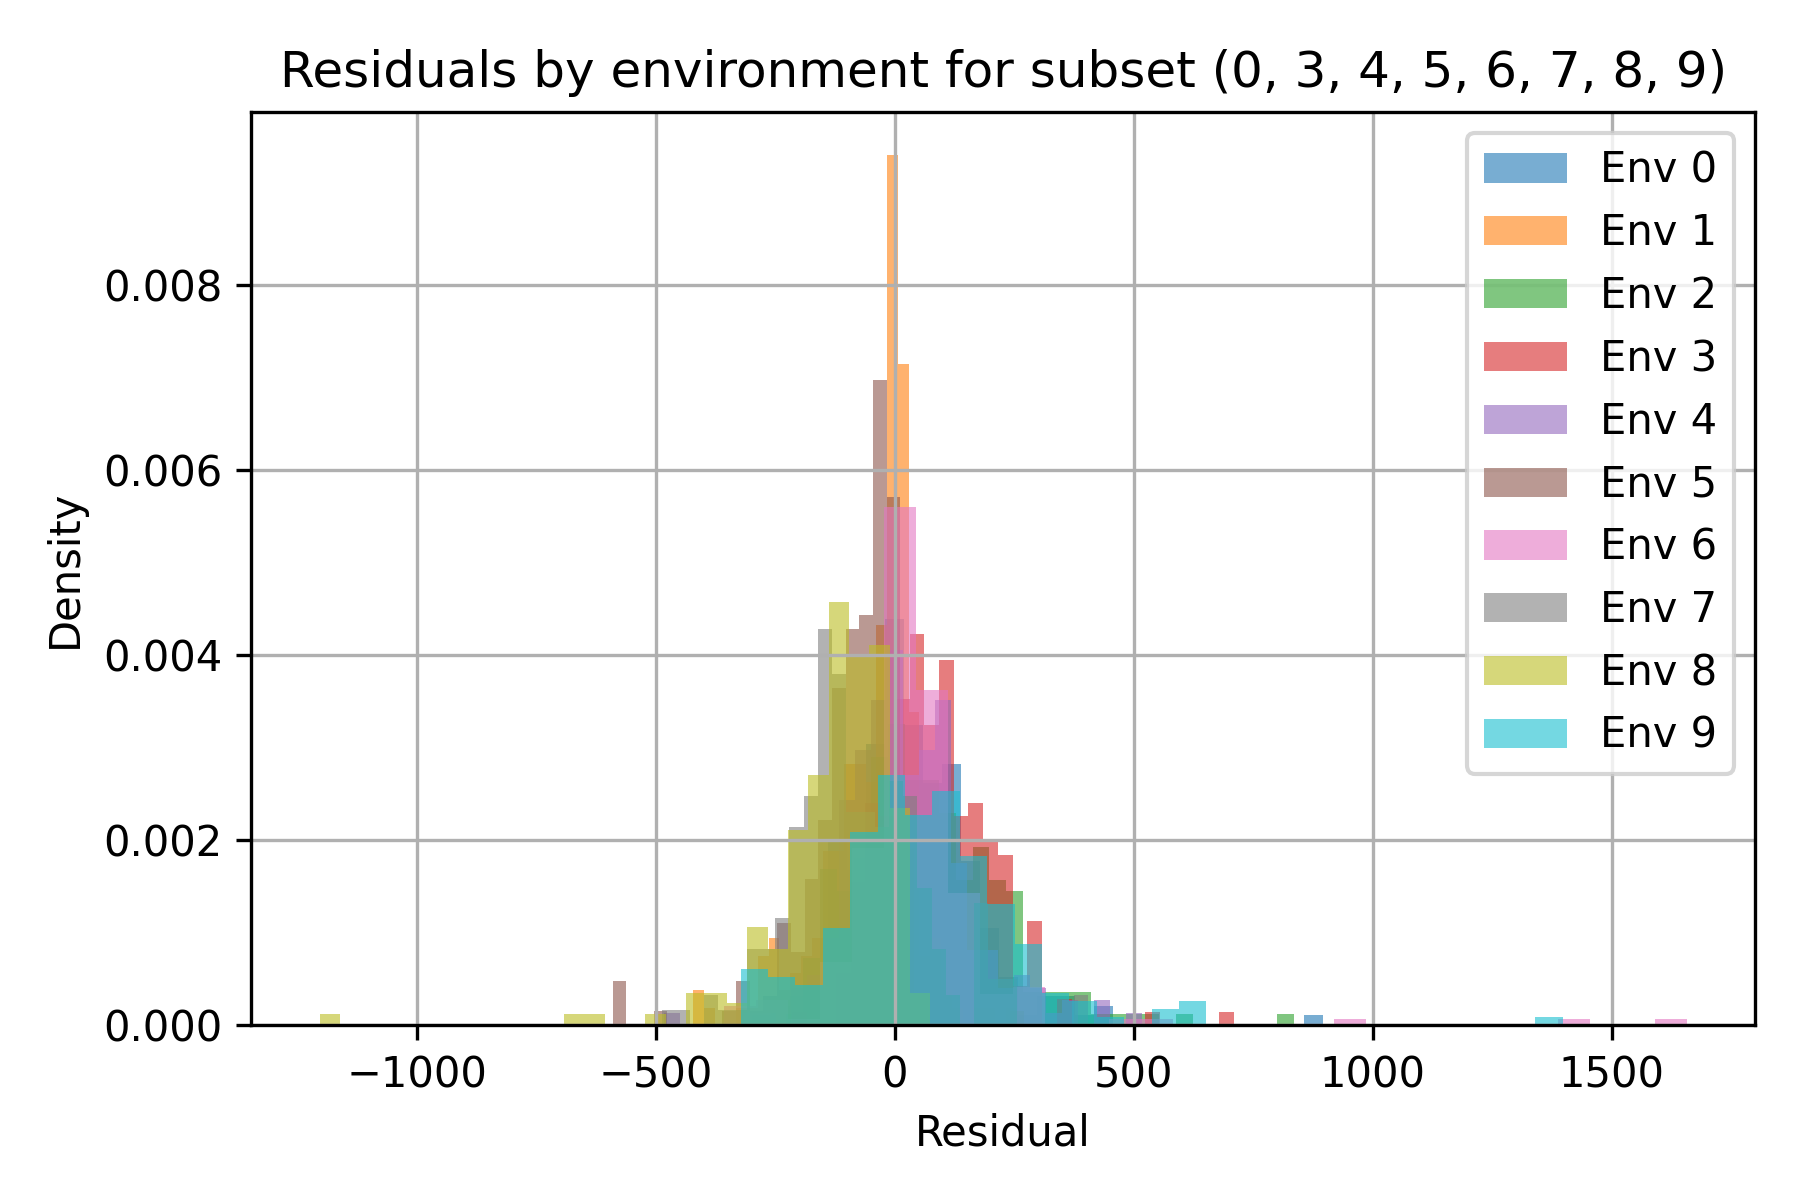 Residuals by environment for subset (0, 3, 4, 5, 6, 7, 8, 9)
Density
0.008
0.006
0.004
0.002
0.000
−1000
−500
0
500
1000
1500
Residual
Env 0
Env 1
Env 2
Env 3
Env 4
Env 5
Env 6
Env 7
Env 8
Env 9